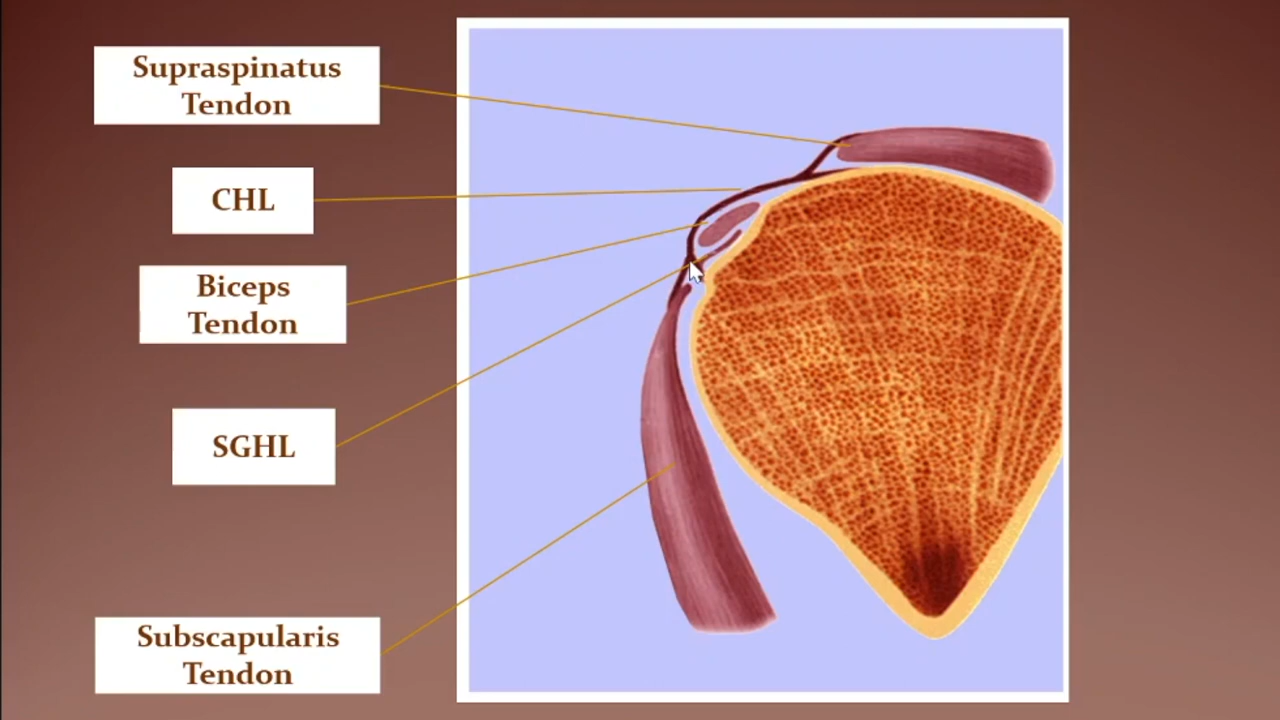 Supraspinatus
Tendon
CHL
Biceps
Tendon
SGHL
Subscapularis
Tendon